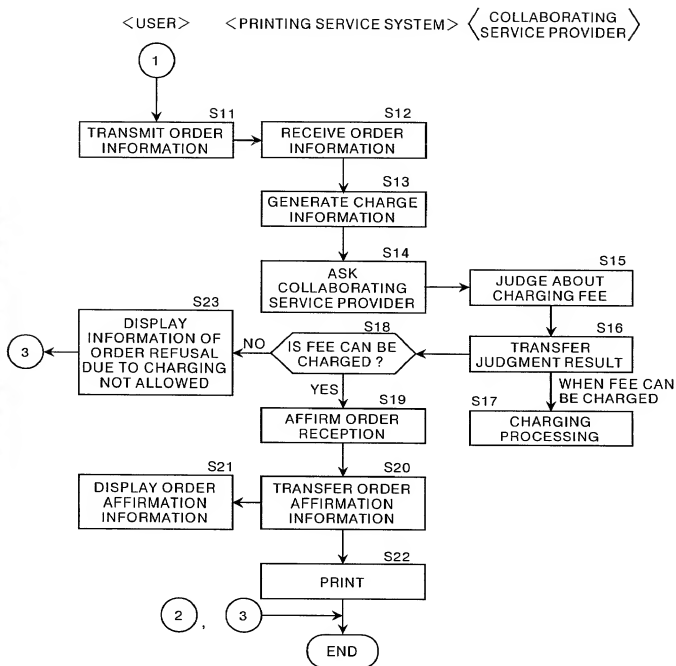 <USER> <PRINTING SERVICE SYSTEM> <COLLABORATING
SERVICE PROVIDER>
1
S11
TRANSMIT ORDER
INFORMATION
S12
RECEIVE ORDER
INFORMATION
S13
GENERATE CHARGE
INFORMATION
S14
ASK
COLLABORATING
SERVICE PROVIDER
S15
JUDGE ABOUT
CHARGING FEE
S16
TRANSFER
JUDGMENT RESULT
WHEN FEE CAN
BE CHARGED
S17
CHARGING
PROCESSING
S18
IS FEE CAN BE
CHARGED ?
NO
S23
DISPLAY
INFORMATION OF
ORDER REFUSAL
DUE TO CHARGING
NOT ALLOWED
3
YES
S19
AFFIRM ORDER
RECEPTION
S20
TRANSFER ORDER
AFFIRMATION
INFORMATION
S21
DISPLAY ORDER
AFFIRMATION
INFORMATION
S22
PRINT
2 , 3
END